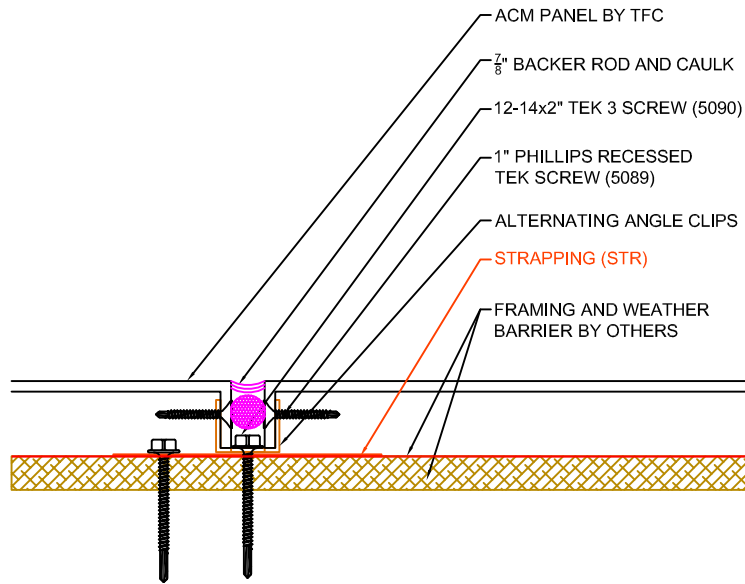 ACM PANEL BY TFC
7/8" BACKER ROD AND CAULK
12-14x2" TEK 3 SCREW (5090)
1" PHILLIPS RECESSED
TEK SCREW (5089)
ALTERNATING ANGLE CLIPS
STRAPPING (STR)
FRAMING AND WEATHER
BARRIER BY OTHERS